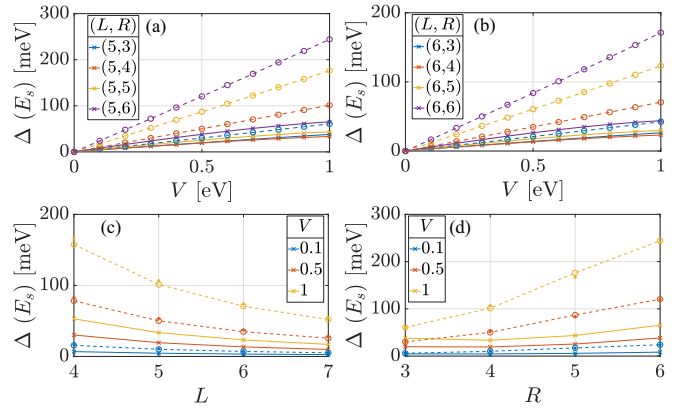 300
200
100
0
Δ (E_s) [meV]
(a)
(L, R)
(5,3)
(5,4)
(5,5)
(5,6)
0
0.5
1
V [eV]
200
150
100
50
0
Δ (E_s) [meV]
(b)
(L, R)
(6,3)
(6,4)
(6,5)
(6,6)
0
0.5
1
V [eV]
200
100
0
Δ (E_s) [meV]
(c)
V
0.1
0.5
1
4
5
6
7
L
300
200
100
0
Δ (E_s) [meV]
(d)
V
0.1
0.5
1
3
4
5
6
R